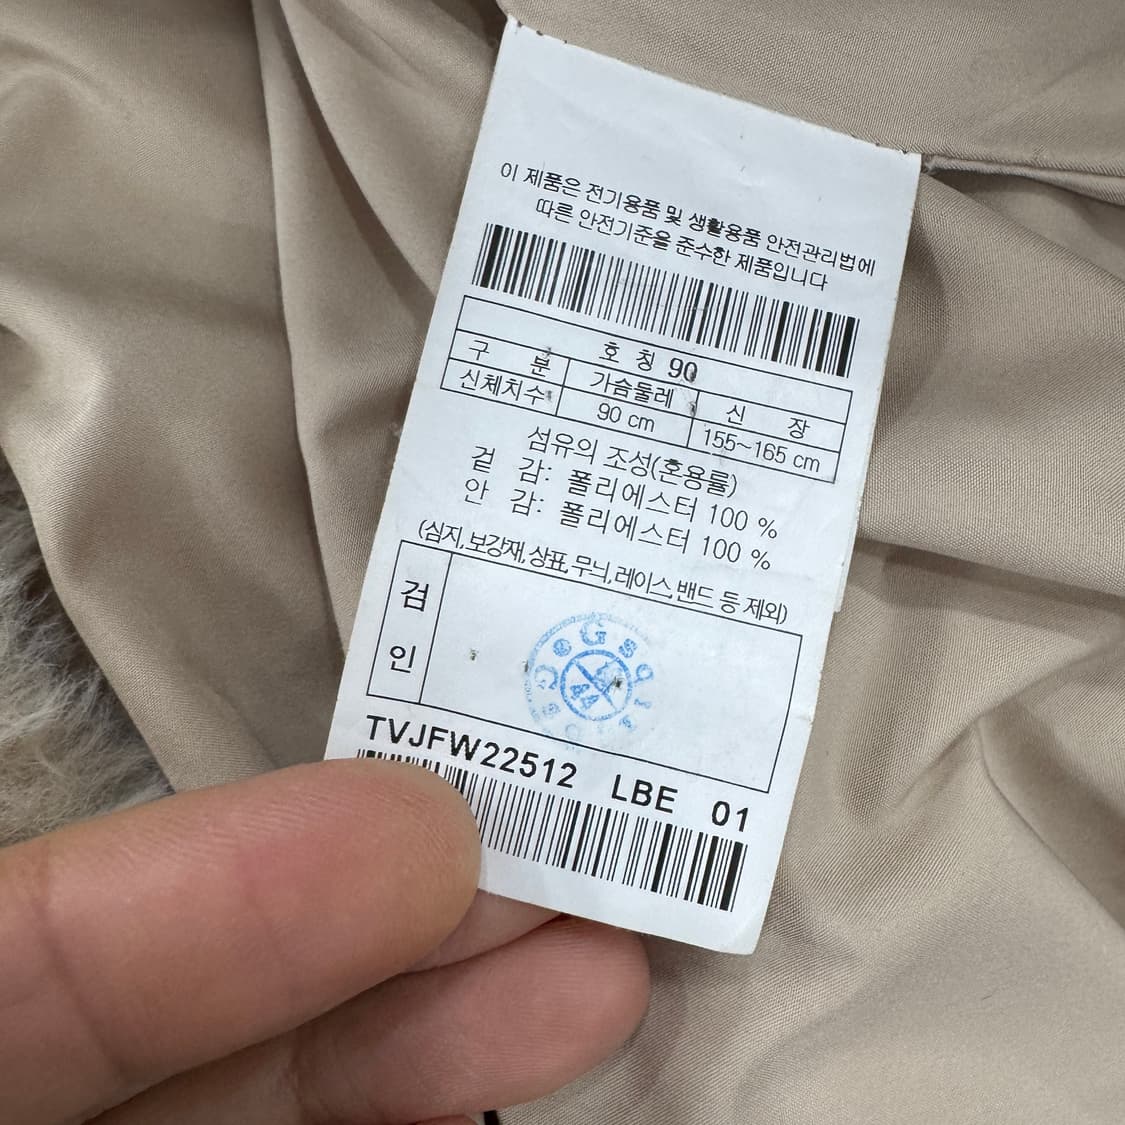 이 제품은 전기용품 및 생활용품 안전관리법에
따른 안전기준을 준수한 제품입니다
호 칭 90
구 분 가슴둘레 신 장
신체치수 90 cm 155~165 cm
섬유의 조성(혼용률)
겉 감: 폴리에스터 100 %
안 감: 폴리에스터 100 %
(심지,보강재,상표,무늬,레이스,밴드 등 제외)
검
인
TVJFW22512 LBE 01